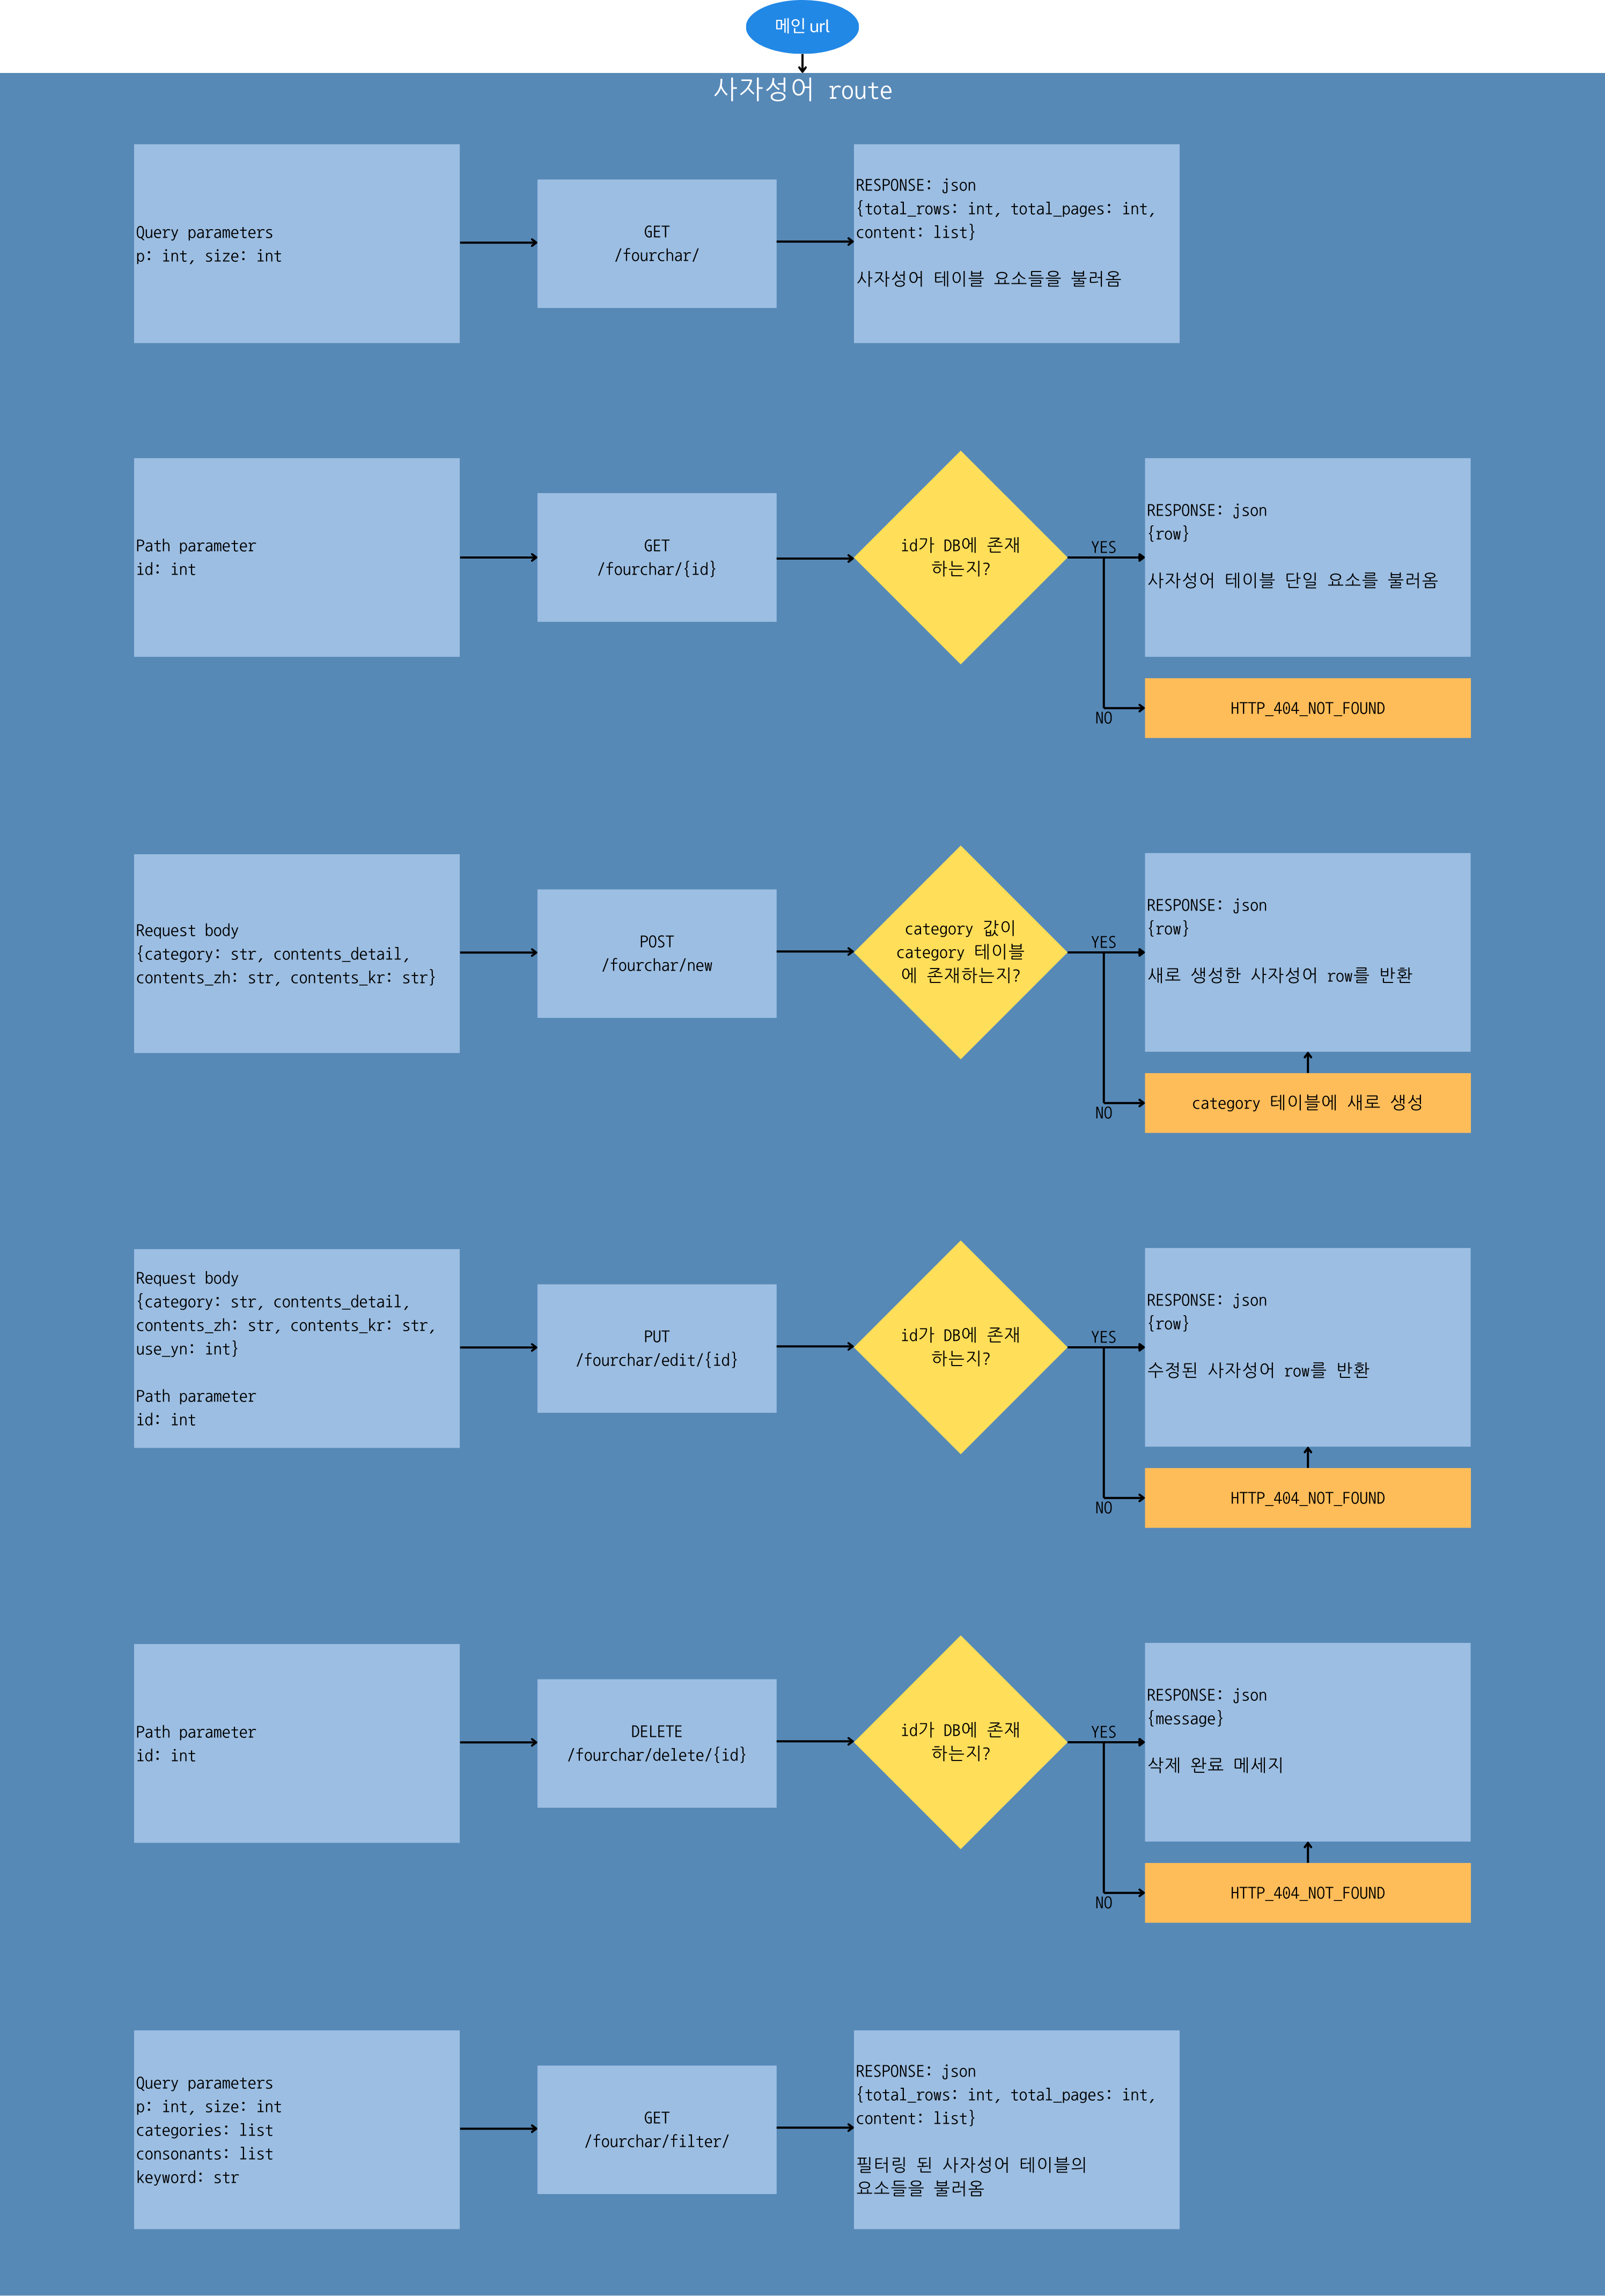 메인 url
사자성어 route
Query parameters
p: int, size: int
GET
/fourchar/
RESPONSE: json
{total_rows: int, total_pages: int,
content: list}
사자성어 테이블 요소들을 불러옴
Path parameter
id: int
GET
/fourchar/{id}
id가 DB에 존재
하는지?
YES
RESPONSE: json
{row}
사자성어 테이블 단일 요소를 불러옴
NO
HTTP_404_NOT_FOUND
Request body
{category: str, contents_detail,
contents_zh: str, contents_kr: str}
POST
/fourchar/new
category 값이
category 테이블
에 존재하는지?
YES
RESPONSE: json
{row}
새로 생성한 사자성어 row를 반환
NO
category 테이블에 새로 생성
Request body
{category: str, contents_detail,
contents_zh: str, contents_kr: str,
use_yn: int}
Path parameter
id: int
PUT
/fourchar/edit/{id}
id가 DB에 존재
하는지?
YES
RESPONSE: json
{row}
수정된 사자성어 row를 반환
NO
HTTP_404_NOT_FOUND
Path parameter
id: int
DELETE
/fourchar/delete/{id}
id가 DB에 존재
하는지?
YES
RESPONSE: json
{message}
삭제 완료 메세지
NO
HTTP_404_NOT_FOUND
Query parameters
p: int, size: int
categories: list
consonants: list
keyword: str
GET
/fourchar/filter/
RESPONSE: json
{total_rows: int, total_pages: int,
content: list}
필터링 된 사자성어 테이블의
요소들을 불러옴